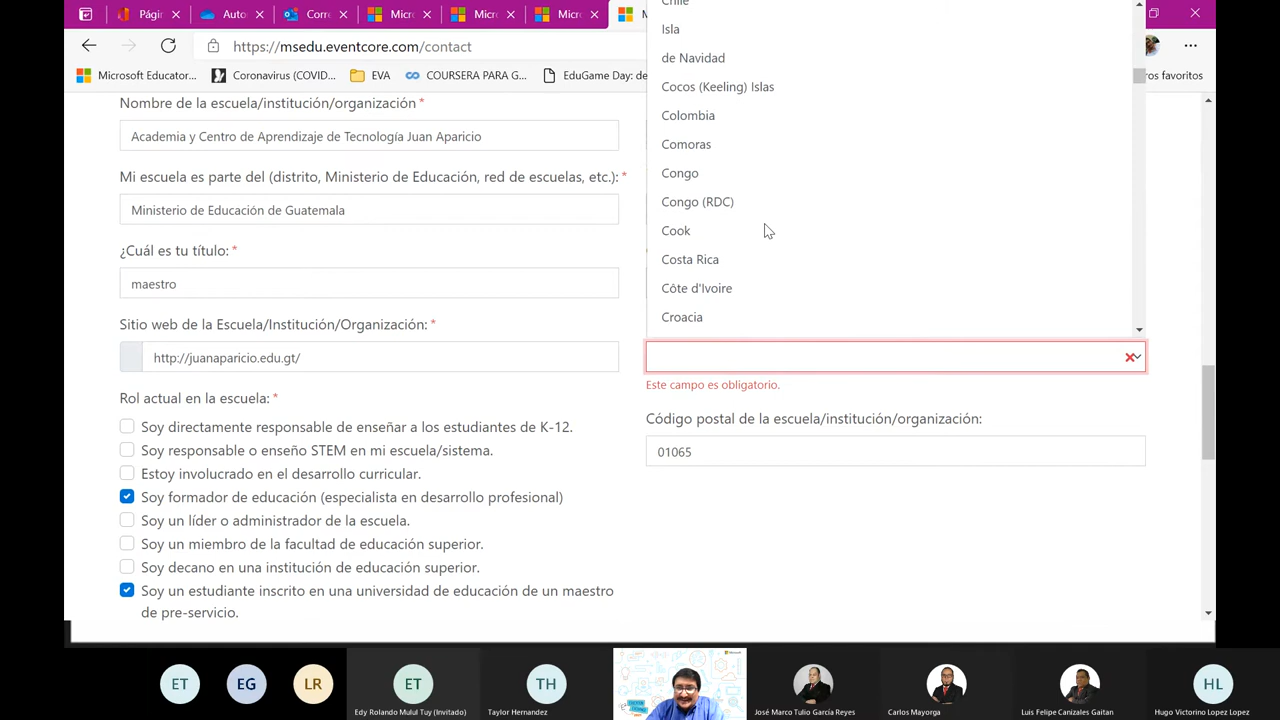 Págin
Auto
Corre
Micro
Micro
Micro
M
https://msedu.eventcore.com/contact
Microsoft Educator...
Coronavirus (COVID...
EVA
COURSERA PARA G...
EduGame Day: de
ros favoritos
Nombre de la escuela/institución/organización *
Academia y Centro de Aprendizaje de Tecnología Juan Aparicio
Mi escuela es parte del (distrito, Ministerio de Educación, red de escuelas, etc.): *
Ministerio de Educación de Guatemala
¿Cuál es tu título: *
maestro
Sitio web de la Escuela/Institución/Organización: *
http://juanaparicio.edu.gt/
Rol actual en la escuela: *
Soy directamente responsable de enseñar a los estudiantes de K-12.
Soy responsable o enseño STEM en mi escuela/sistema.
Estoy involucrado en el desarrollo curricular.
Soy formador de educación (especialista en desarrollo profesional)
Soy un líder o administrador de la escuela.
Soy un miembro de la facultad de educación superior.
Soy decano en una institución de educación superior.
Soy un estudiante inscrito en una universidad de educación de un maestro
de pre-servicio.
Chile
Isla
de Navidad
Cocos (Keeling) Islas
Colombia
Comoras
Congo
Congo (RDC)
Cook
Costa Rica
Côte d'Ivoire
Croacia
Este campo es obligatorio.
Código postal de la escuela/institución/organización:
01065
ET
LR
ET
TH
HL
Edy Rolando Mulul Tuy (Invitado)
Taylor Hernandez
José Marco Tulio García Reyes
Carlos Mayorga
Luis Felipe Canizales Gaitan
Hugo Victorino Lopez Lopez